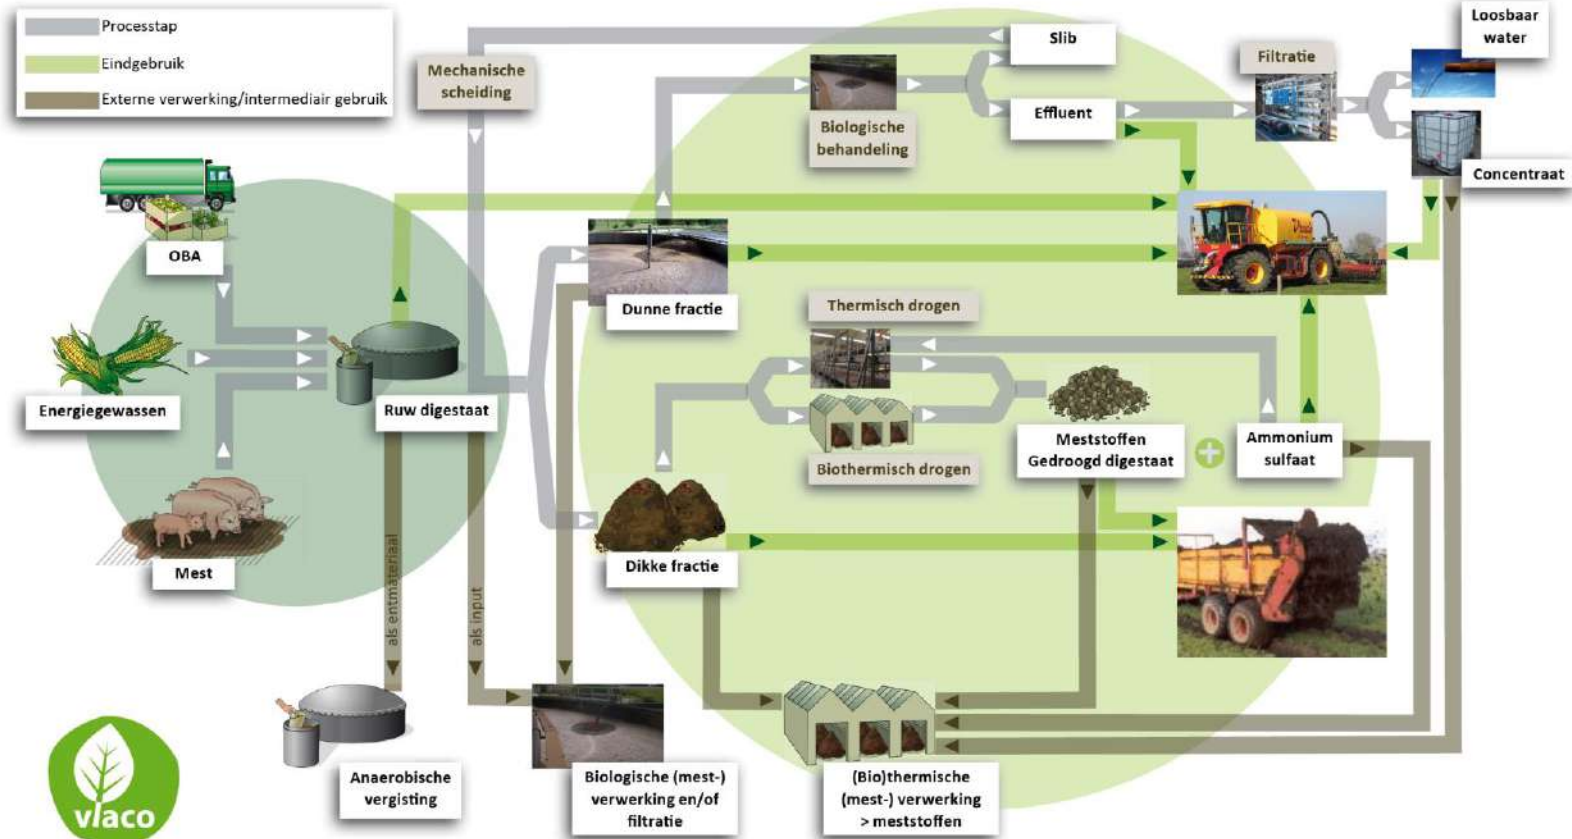 Processtap
Eindgebruik
Externe verwerking/intermediair gebruik
Mechanische
scheiding
Slib
Loosbaar
water
Filtratie
Effluent
Biologische
behandeling
Concentraat
OBA
Dunne fractie
Thermisch drogen
Energiegewassen
Ruw digestaat
Meststoffen
Gedroogd digestaat
Ammonium
sulfaat
Biothermisch drogen
Mest
Dikke fractie
als entmateriaal
als input
Anaerobische
vergisting
Biologische (mest-)
verwerking en/of
filtratie
(Bio)thermische
(mest-) verwerking
> meststoffen
vlaco